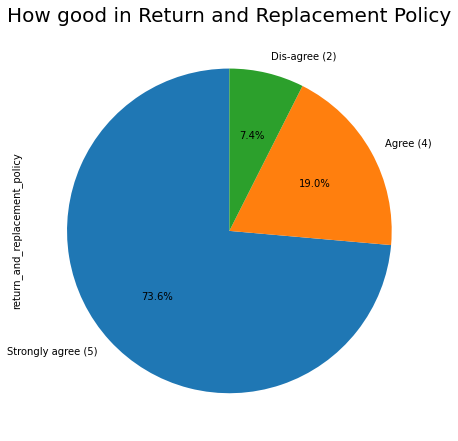 How good in Return and Replacement Policy
Dis-agree (2)
7.4%
Agree (4)
19.0%
return_and_replacement_policy
73.6%
Strongly agree (5)